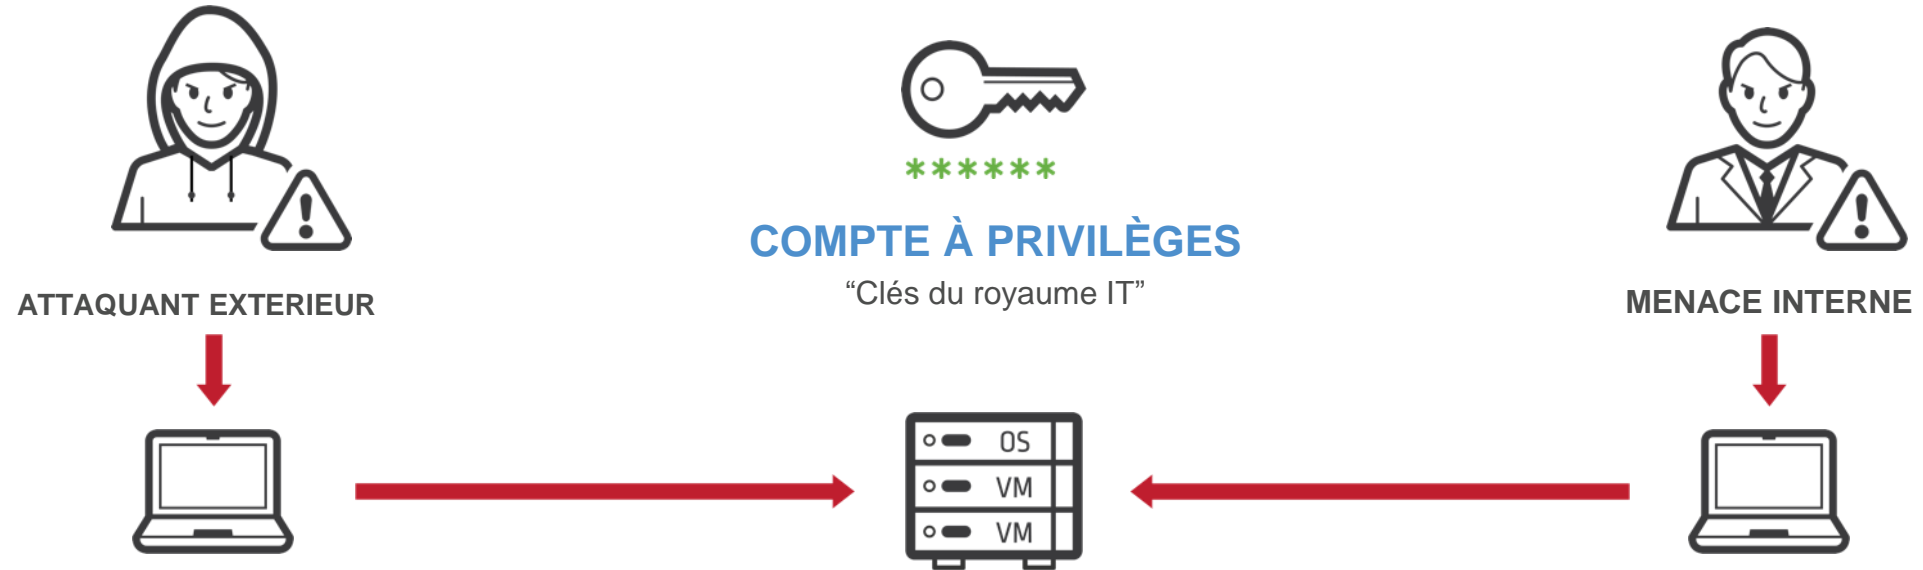 ******
COMPTE À PRIVILÈGES
“Clés du royaume IT”
ATTAQUANT EXTERIEUR
MENACE INTERNE
OS
VM
VM